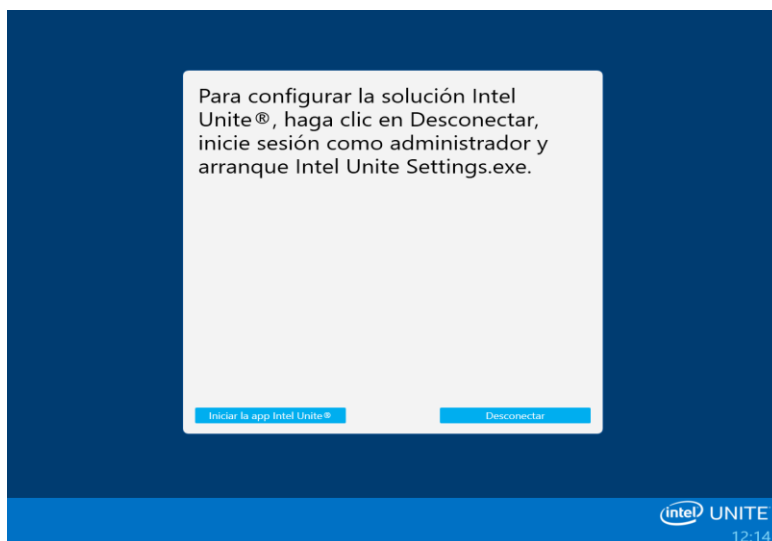 Para configurar la solución Intel
Unite®, haga clic en Desconectar,
inicie sesión como administrador y
arranque Intel Unite Settings.exe.
Iniciar la app Intel Unite®
Desconectar
intel UNITE
12:14